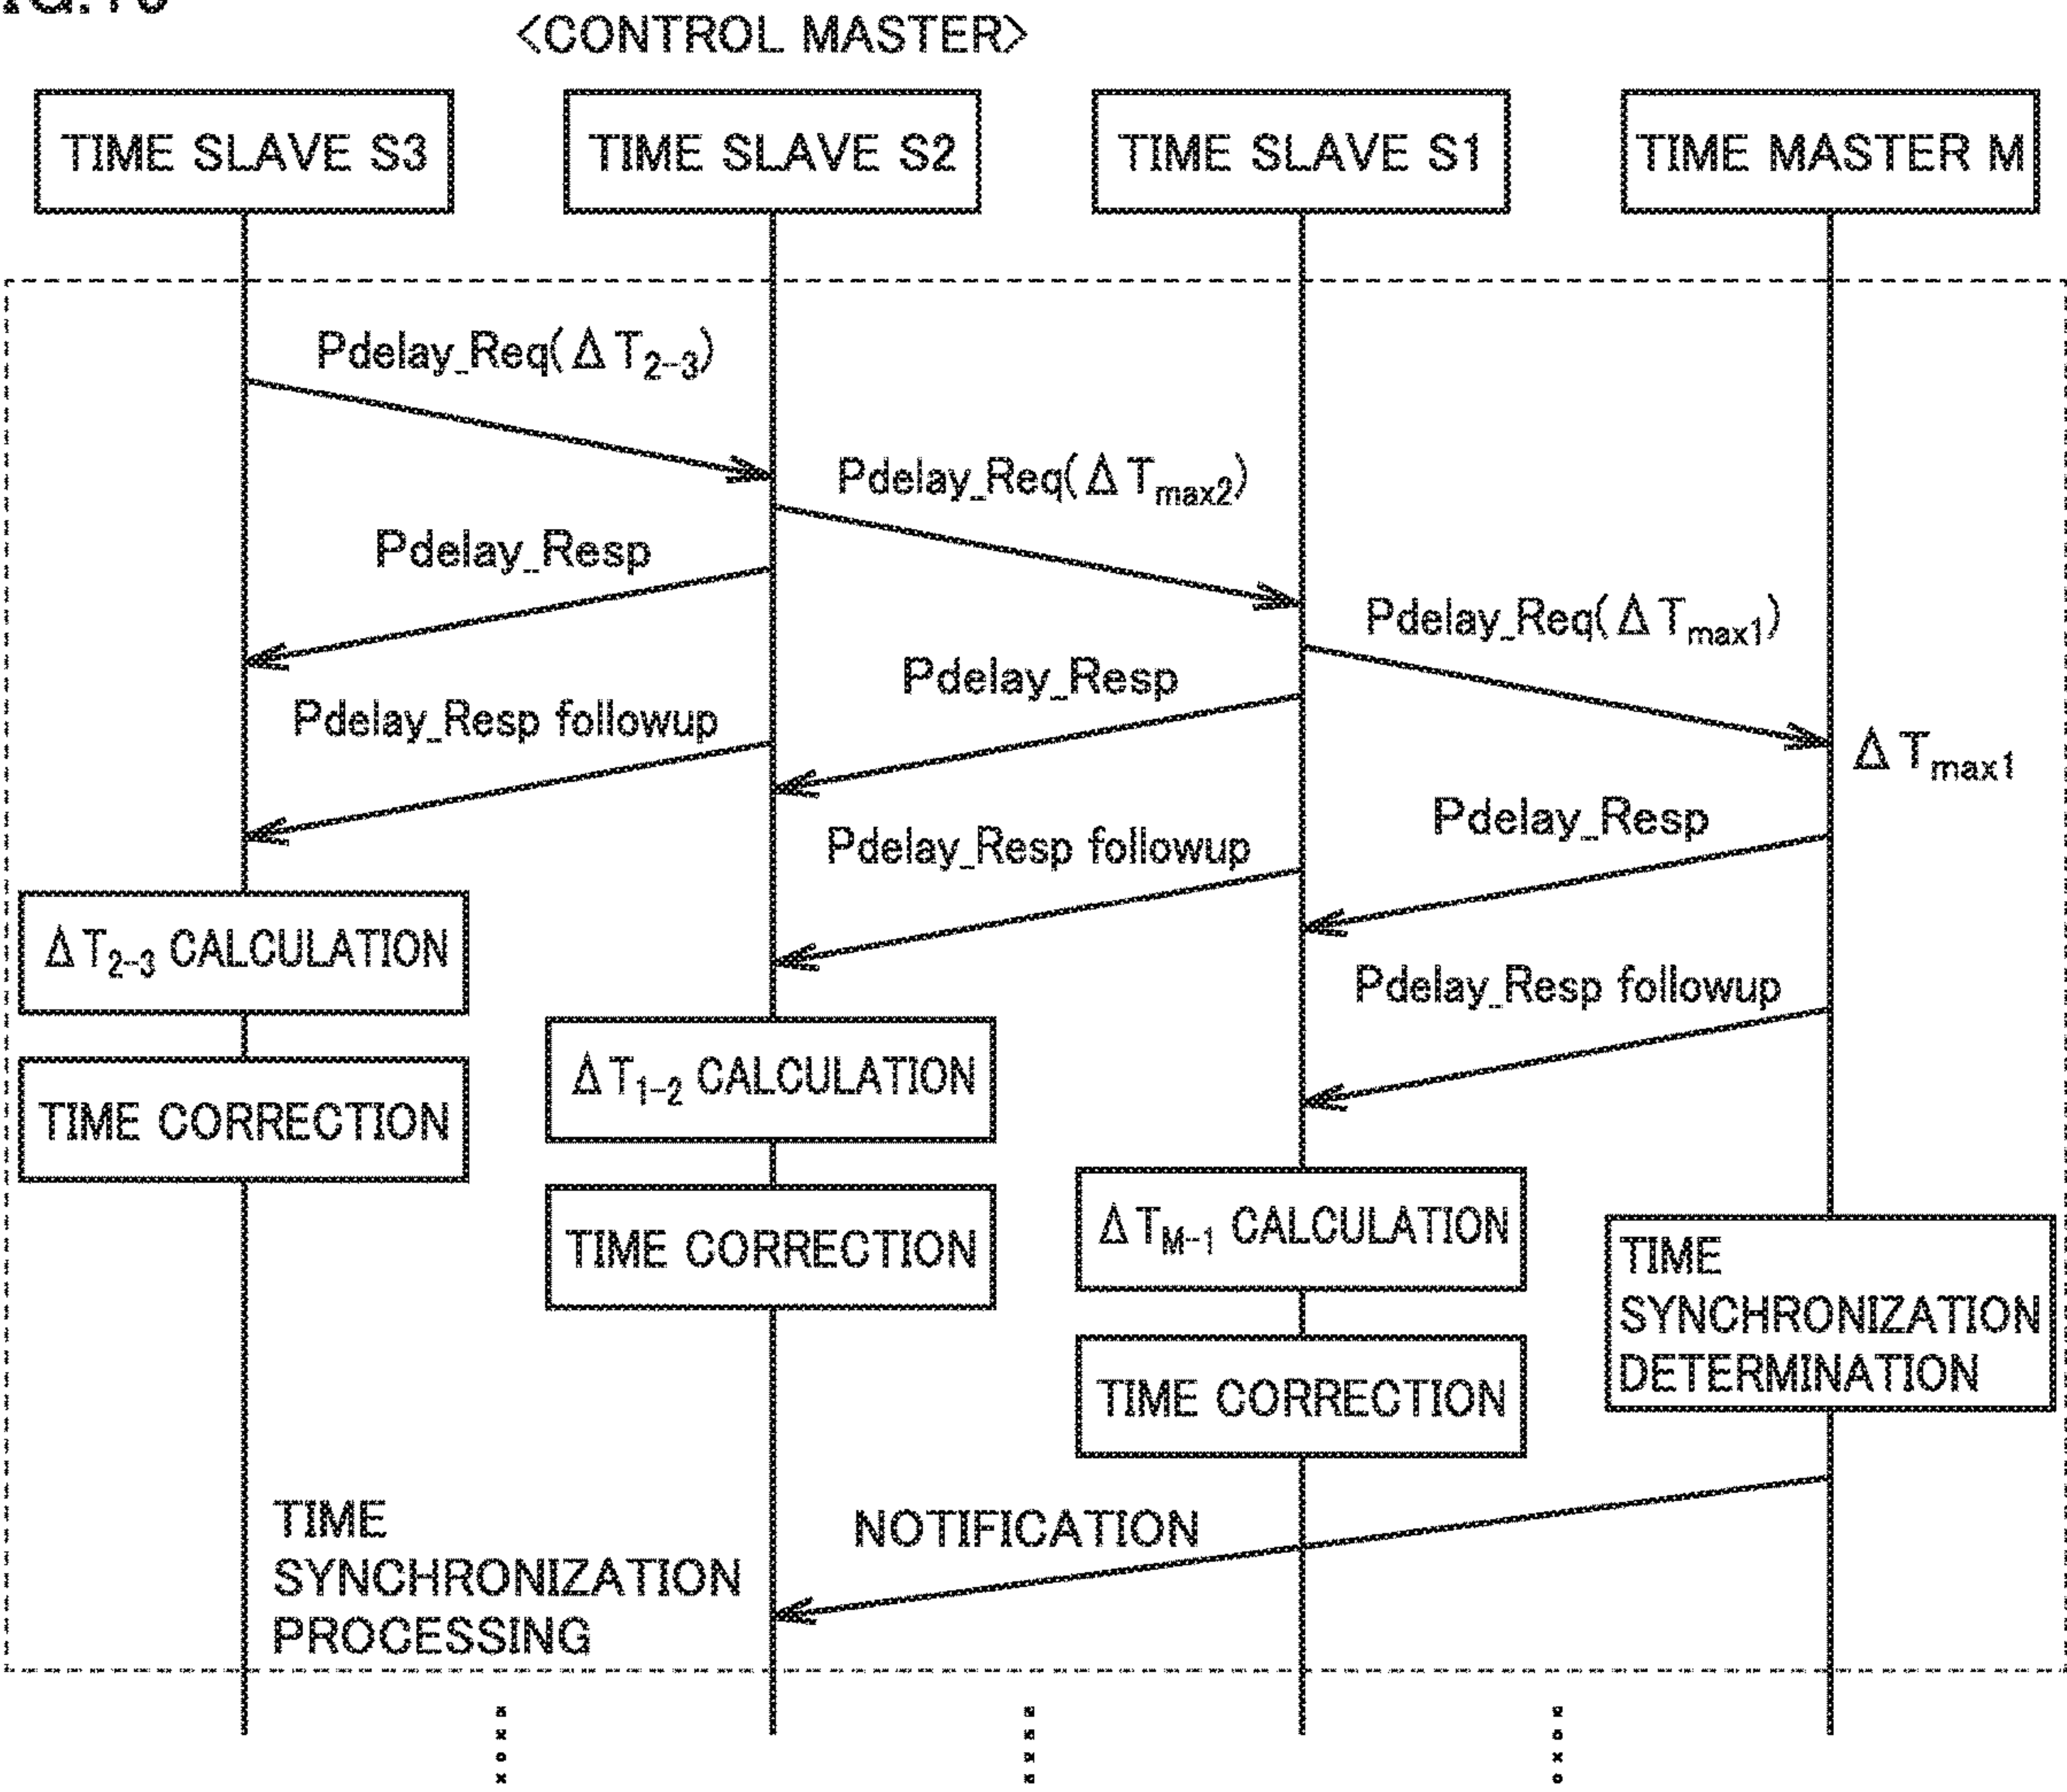 <CONTROL MASTER>
TIME SLAVE S3
TIME SLAVE S2
TIME SLAVE S1
TIME MASTER M
Pdelay_Req(ΔT2-3)
Pdelay_Req(ΔTmax2)
Pdelay_Resp
Pdelay_Req(ΔTmax1)
Pdelay_Resp
Pdelay_Resp followup
ΔTmax1
Pdelay_Resp
Pdelay_Resp followup
ΔT2-3 CALCULATION
Pdelay_Resp followup
ΔT1-2 CALCULATION
TIME CORRECTION
ΔTM-1 CALCULATION
TIME CORRECTION
TIME
SYNCHRONIZATION
DETERMINATION
TIME CORRECTION
TIME
SYNCHRONIZATION
PROCESSING
NOTIFICATION